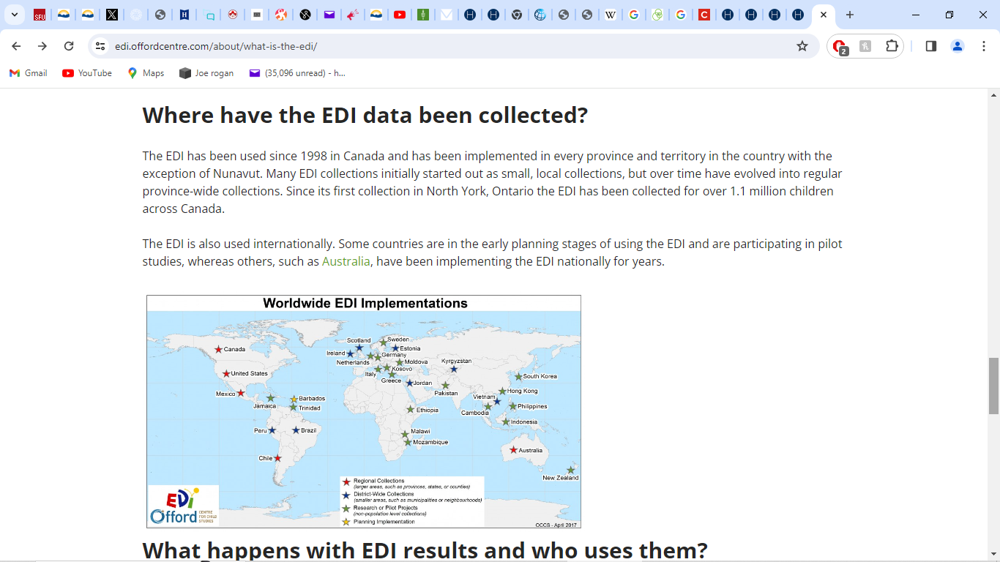 SFU
edi.offordcentre.com/about/what-is-the-edi/
2
Gmail
YouTube
Maps
Joe rogan
(35,096 unread) - h...
Where have the EDI data been collected?
The EDI has been used since 1998 in Canada and has been implemented in every province and territory in the country with the
exception of Nunavut. Many EDI collections initially started out as small, local collections, but over time have evolved into regular
province-wide collections. Since its first collection in North York, Ontario the EDI has been collected for over 1.1 million children
across Canada.
The EDI is also used internationally. Some countries are in the early planning stages of using the EDI and are participating in pilot
studies, whereas others, such as Australia, have been implementing the EDI nationally for years.
Worldwide EDI Implementations
Canada
United States
Mexico
Jamaica
Barbados
Trinidad
Peru
Brazil
Chile
Scotland
Ireland
Netherlands
Sweden
Estonia
Germany
Moldova
Italy
Kosovo
Greece
Jordan
Kyrgyzstan
Pakistan
Ethiopia
Malawi
Mozambique
South Korea
Hong Kong
Vietnam
Cambodia
Philippines
Indonesia
Australia
New Zealand
Regional Collections
(larger areas, such as provinces, states, or counties)
District-Wide Collections
(smaller areas, such as municipalities or neighbourhoods)
Research or Pilot Projects
(non-population level collections)
Planning Implementation
EDI
Offord CENTRE FOR CHILD STUDIES
OCCS - April 2017
What happens with EDI results and who uses them?